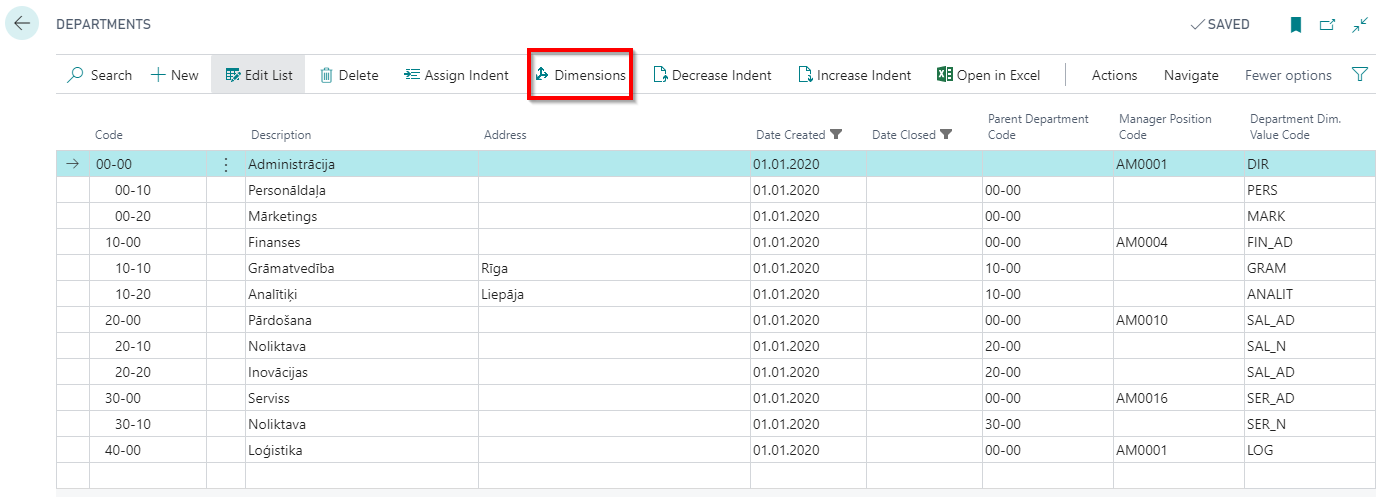 DEPARTMENTS
SAVED
Search New Edit List Delete Assign Indent Dimensions Decrease Indent Increase Indent Open in Excel Actions Navigate Fewer options
Code Description Address Date Created Date Closed Parent Department Code Manager Position Code Department Dim. Value Code
00-00 Administrācija 01.01.2020 AM0001 DIR
00-10 Personāldaļa 01.01.2020 00-00 PERS
00-20 Mārketings 01.01.2020 00-00 MARK
10-00 Finanses 01.01.2020 00-00 AM0004 FIN_AD
10-10 Grāmatvedība Rīga 01.01.2020 10-00 GRAM
10-20 Analītiķi Liepāja 01.01.2020 10-00 ANALIT
20-00 Pārdošana 01.01.2020 00-00 AM0010 SAL_AD
20-10 Noliktava 01.01.2020 20-00 SAL_N
20-20 Inovācijas 01.01.2020 20-00 SAL_AD
30-00 Serviss 01.01.2020 00-00 AM0016 SER_AD
30-10 Noliktava 01.01.2020 30-00 SER_N
40-00 Loģistika 01.01.2020 00-00 AM0001 LOG